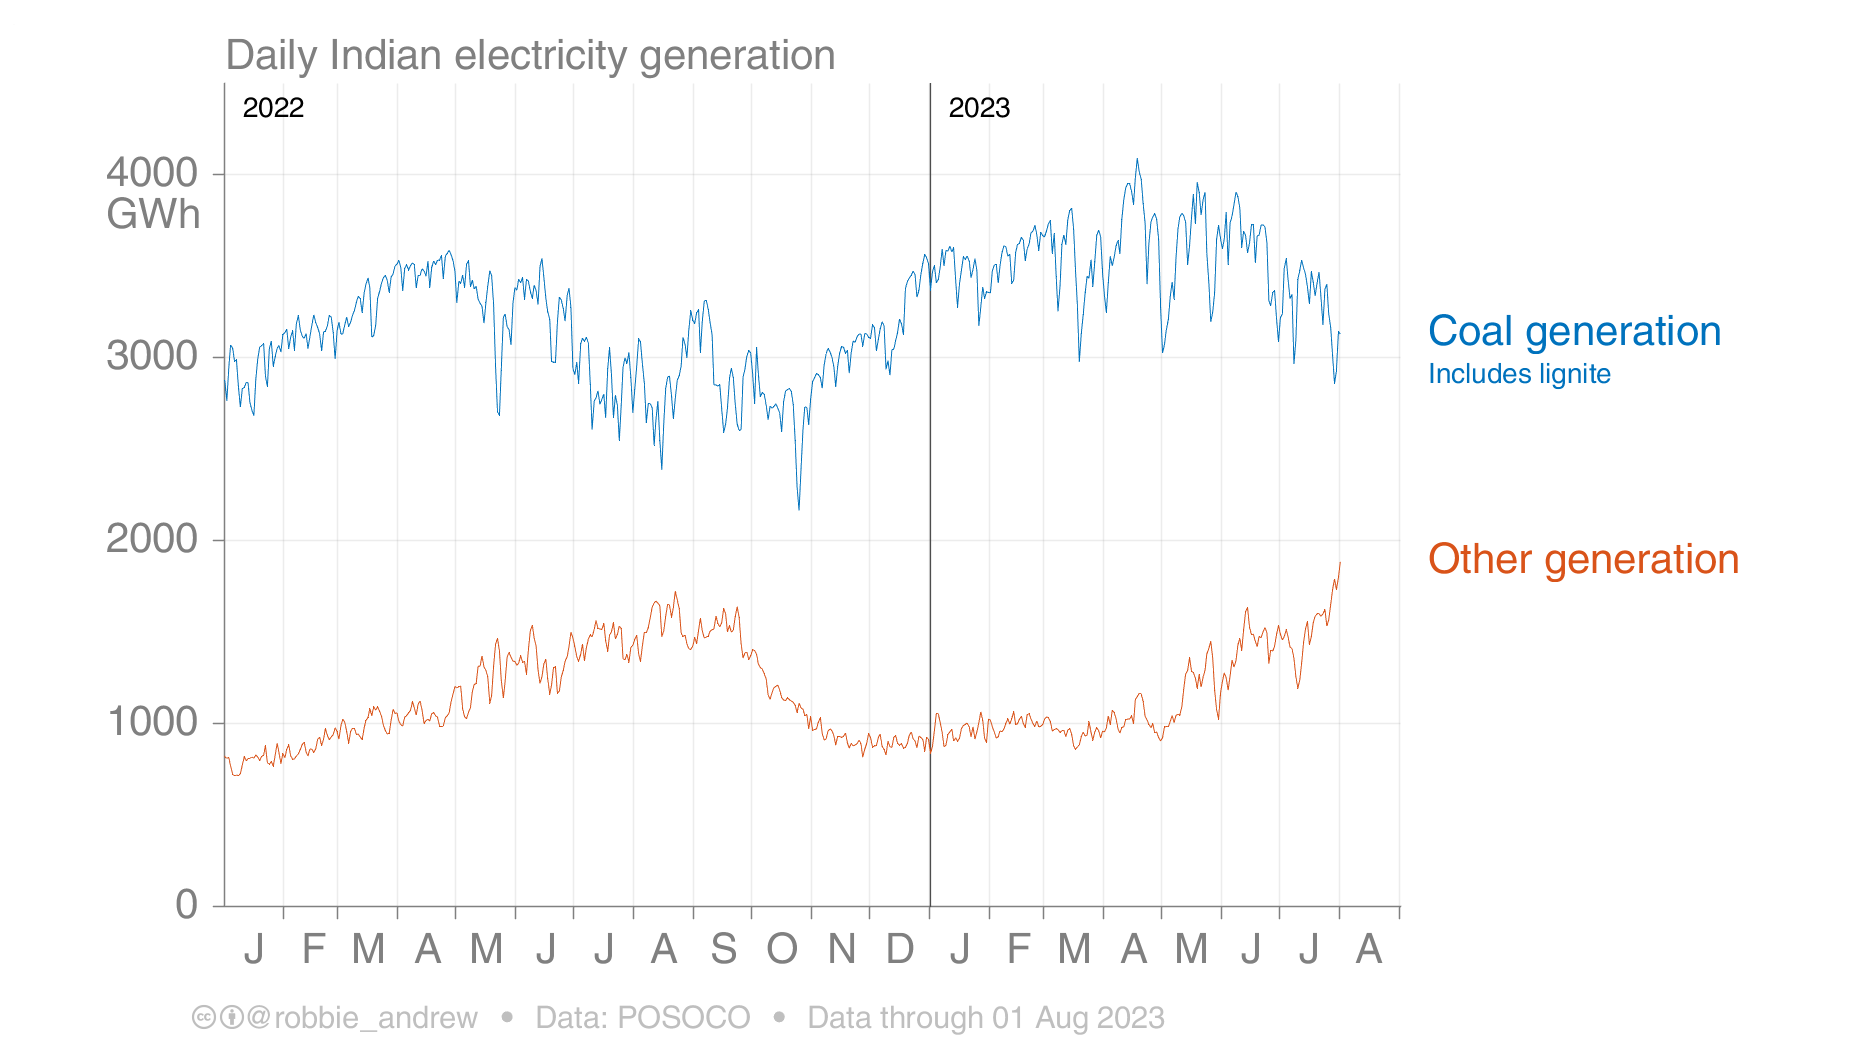 Daily Indian electricity generation
2022
2023
4000
GWh
3000
2000
1000
0
Coal generation
Includes lignite
Other generation
J F M A M J J A S O N D J F M A M J J A
@robbie_andrew • Data: POSOCO • Data through 01 Aug 2023